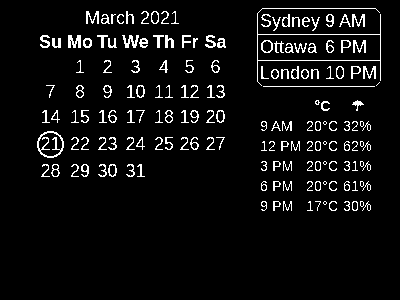 March 2021
Su Mo Tu We Th Fr Sa
1 2 3 4 5 6
7 8 9 10 11 12 13
14 15 16 17 18 19 20
21 22 23 24 25 26 27
28 29 30 31
Sydney 9 AM
Ottawa 6 PM
London 10 PM
°C ☂
9 AM 20°C 32%
12 PM 20°C 62%
3 PM 20°C 31%
6 PM 20°C 61%
9 PM 17°C 30%